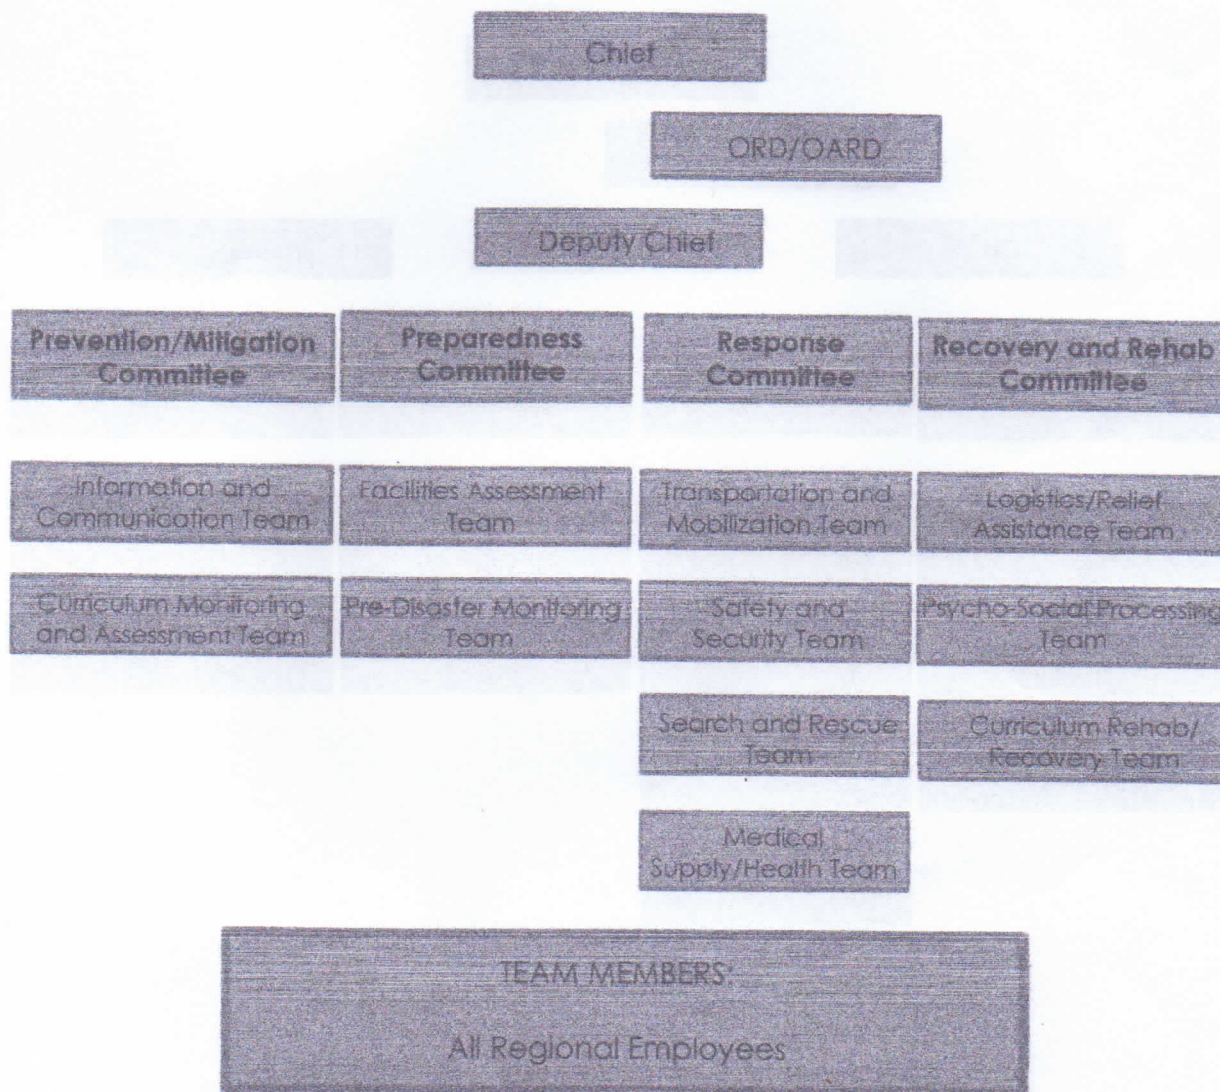 Chief
ORD/OARD
Deputy Chief
Prevention/Mitigation
Committee
Preparedness
Committee
Response
Committee
Recovery and Rehab
Committee
Information and
Communication Team
Facilities Assessment
Team
Transportation and
Mobilization Team
Logistics/Relief
Assistance Team
Curriculum Monitoring
and Assessment Team
Pre-Disaster Monitoring
Team
Safety and
Security Team
Psycho-Social Processing
Team
Search and Rescue
Team
Curriculum Rehab/
Recovery Team
Medical
Supply/Health Team
TEAM MEMBERS:
All Regional Employees